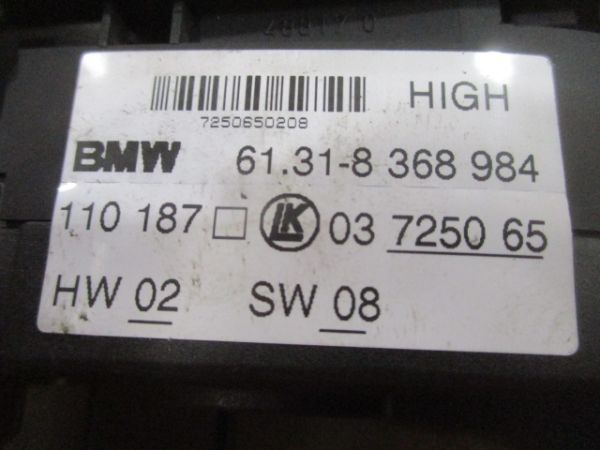 HIGH
7250650208
BMW 61.31-8 368 984
110 187 □ LK 03 7250 65
HW 02 SW 08